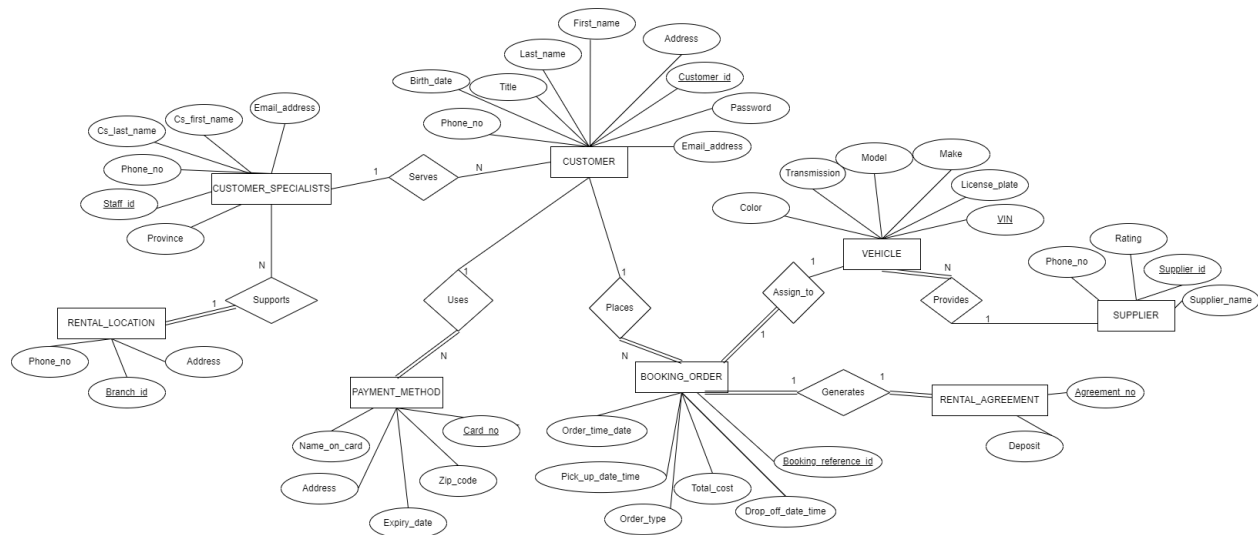 First_name
Last_name
Address
Birth_date
Title
Customer_id
Password
Phone_no
Email_address
CUSTOMER
Email_address
Cs_first_name
Cs_last_name
Phone_no
Staff_id
Province
CUSTOMER_SPECIALISTS
1
Serves
N
N
Supports
1
RENTAL_LOCATION
Phone_no
Branch_id
Address
1
Uses
N
PAYMENT_METHOD
Name_on_card
Card_no
Address
Zip_code
Expiry_date
1
Places
N
BOOKING_ORDER
Order_time_date
Pick_up_date_time
Order_type
Total_cost
Booking_reference_id
Drop_off_date_time
Transmission
Model
Make
License_plate
Color
VIN
VEHICLE
1
Assign_to
1
N
Provides
1
Phone_no
Rating
Supplier_id
Supplier_name
SUPPLIER
1
Generates
1
RENTAL_AGREEMENT
Agreement_no
Deposit